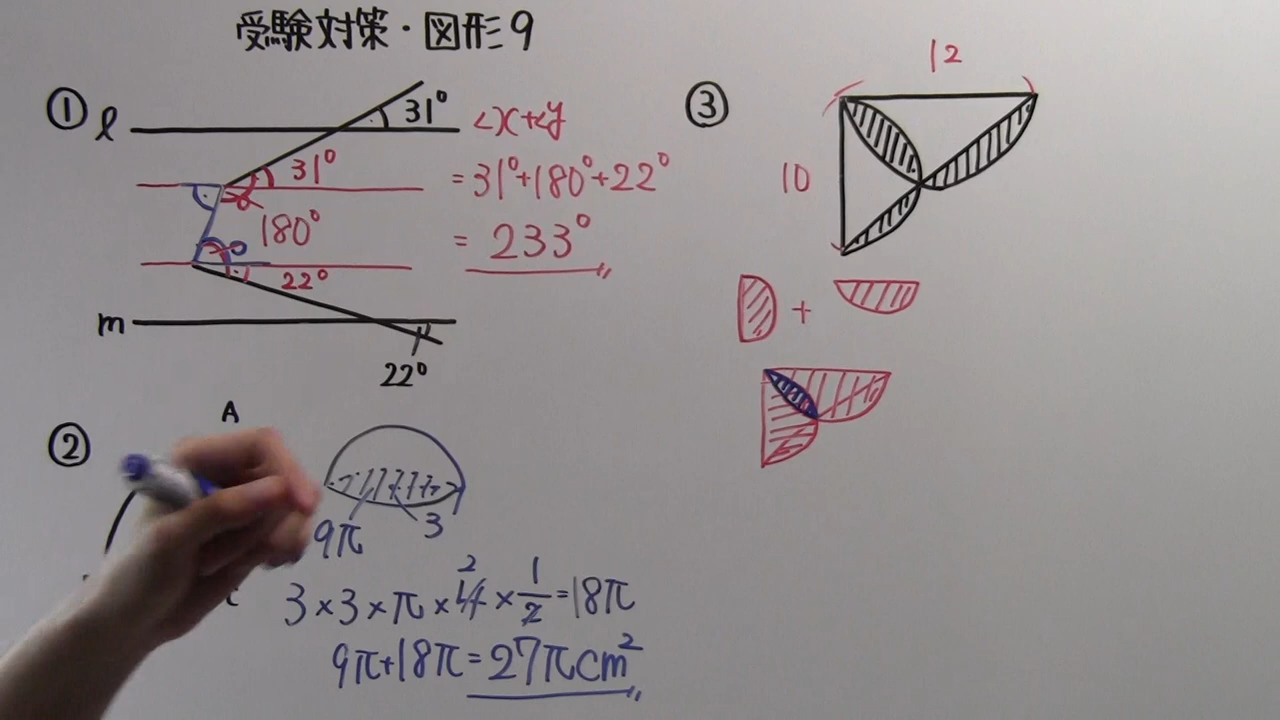 受験対策・図形9
①
ℓ
31°
31°
180°
22°
m
22°
∠x+∠y
=31°+180°+22°
= 233°
②
A
9π
3
3×3×π×4×1/2=18π
2
9π+18π=27πcm²
③
12
10
+